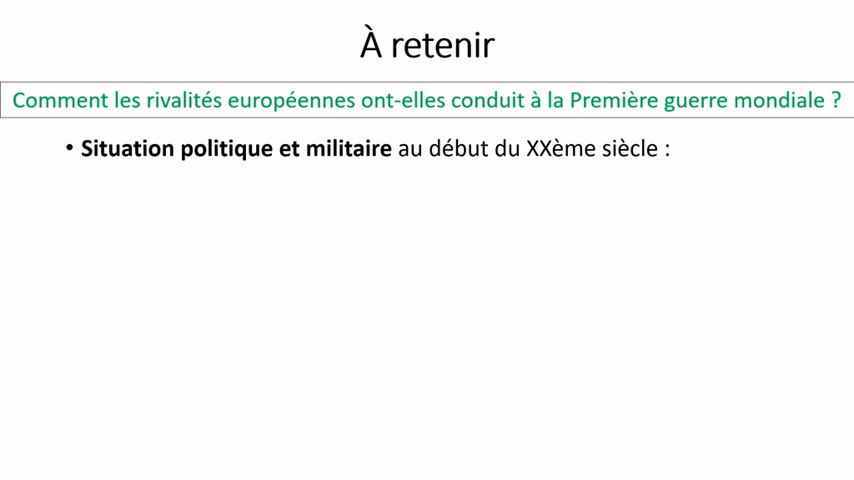 À retenir
Comment les rivalités européennes ont-elles conduit à la Première guerre mondiale ?
• Situation politique et militaire au début du XXème siècle :